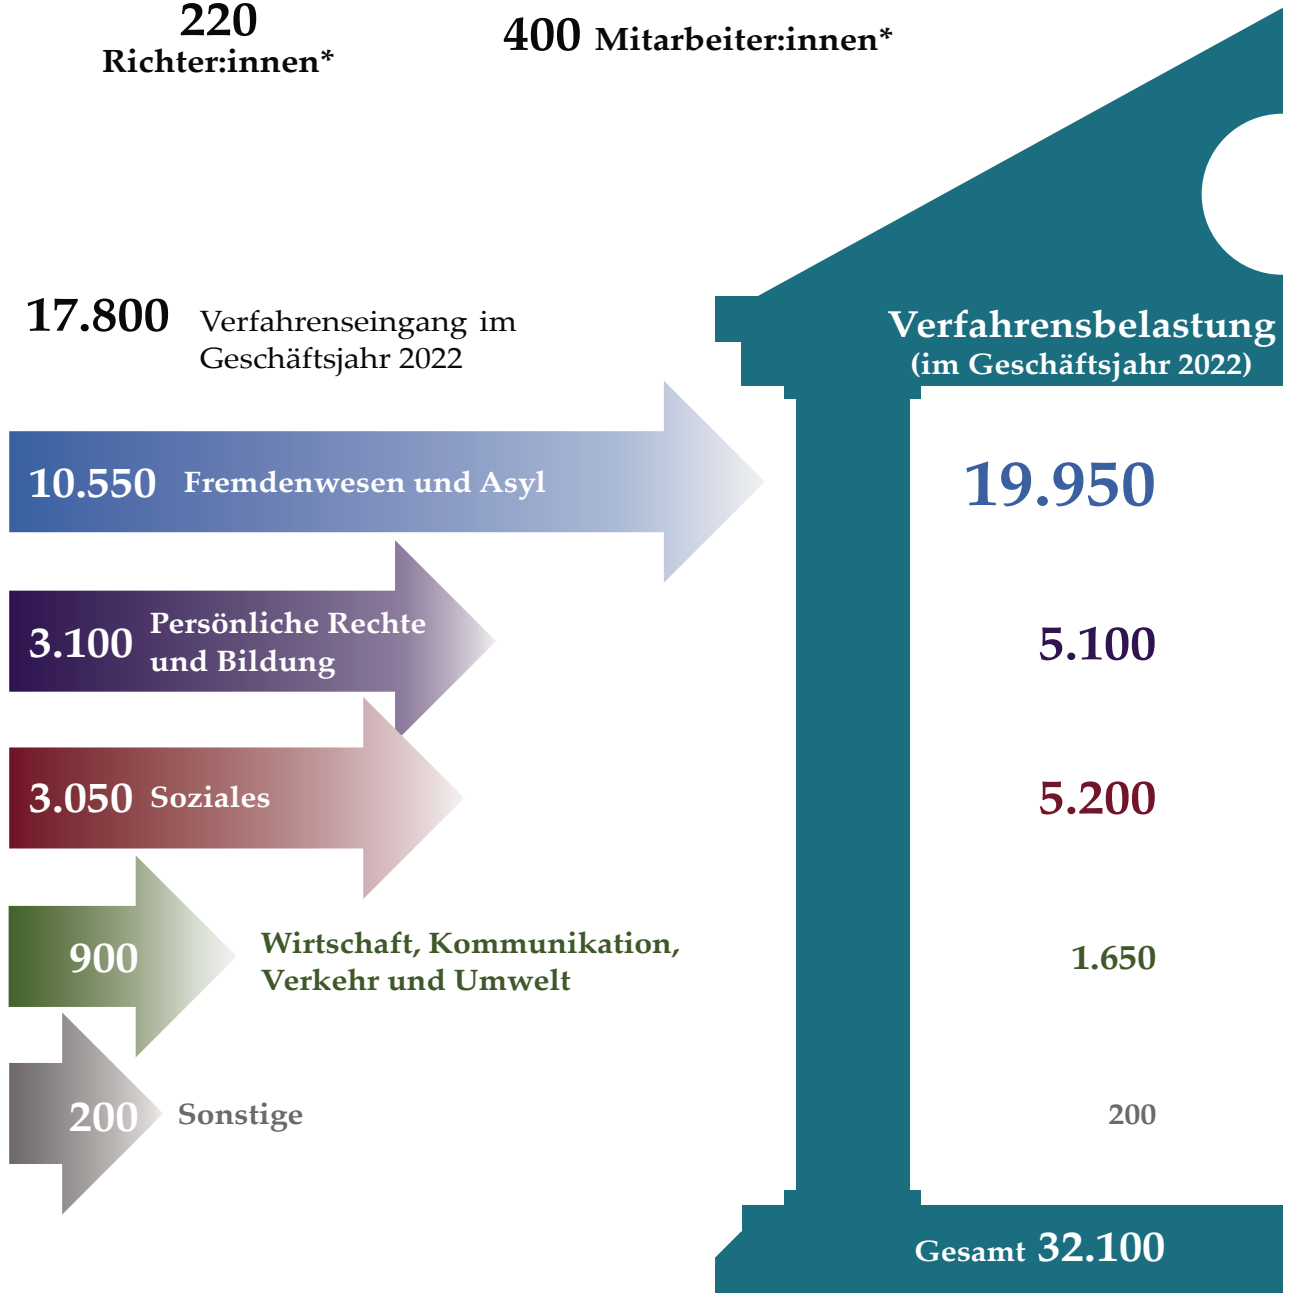 220
Richter:innen*
400 Mitarbeiter:innen*
17.800 Verfahrenseingang im
Geschäftsjahr 2022
Verfahrensbelastung
(im Geschäftsjahr 2022)
10.550 Fremdenwesen und Asyl
19.950
3.100 Persönliche Rechte
und Bildung
5.100
3.050 Soziales
5.200
900 Wirtschaft, Kommunikation,
Verkehr und Umwelt
1.650
200 Sonstige
200
Gesamt 32.100